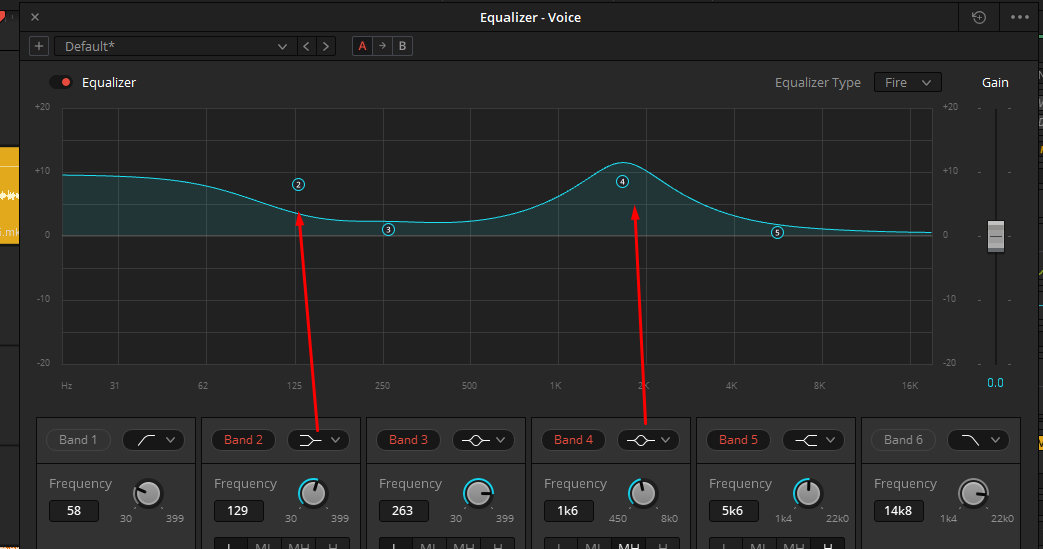 Equalizer - Voice
Default*
A
B
Equalizer
Equalizer Type
Fire
Gain
+20
+20
+10
+10
0
0
-10
-10
-20
-20
2
3
4
5
Hz 31 62 125 250 500 1K 2K 4K 8K 16K
0.0
Band 1
Band 2
Band 3
Band 4
Band 5
Band 6
Frequency Frequency Frequency Frequency Frequency Frequency
58 30 399
129 30 399
263 30 399
1k6 450 8k0
5k6 1k4 22k0
14k8 1k4 22k0
L ML MH H
L ML MH H
L ML MH H
L ML MH H